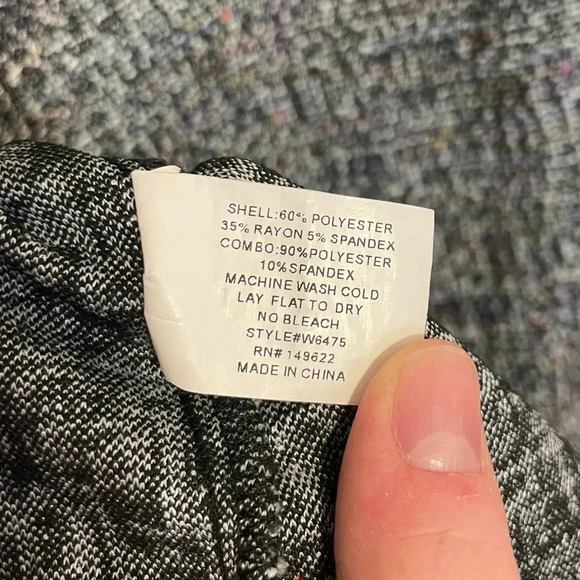 SHELL:60% POLYESTER
35% RAYON 5% SPANDEX
COMBO:90%POLYESTER
10%SPANDEX
MACHINE WASH COLD
LAY FLAT TO DRY
NO BLEACH
STYLE#W6475
RN# 149622
MADE IN CHINA